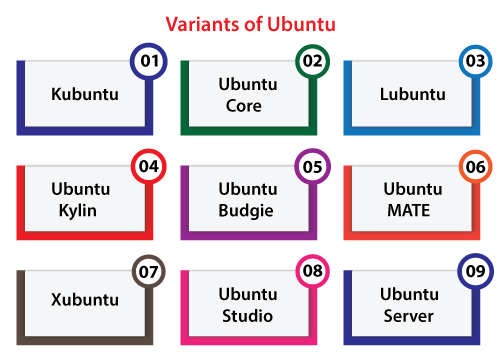 Variants of Ubuntu
01
Kubuntu
02
Ubuntu
Core
03
Lubuntu
04
Ubuntu
Kylin
05
Ubuntu
Budgie
06
Ubuntu
MATE
07
Xubuntu
08
Ubuntu
Studio
09
Ubuntu
Server